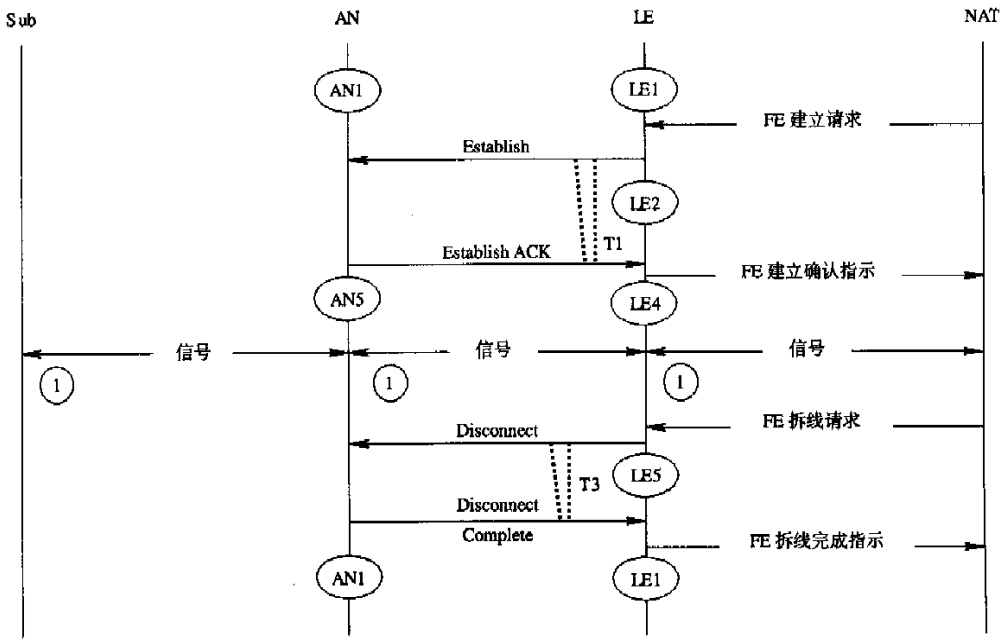 Sub AN LE NAT
AN1 LE1
FE 建立请求
Establish
LE2
T1
Establish ACK
FE 建立确认指示
AN5 LE4
信号 信号 信号
1 1 1
FE 拆线请求
Disconnect
LE5
T3
Disconnect
Complete
FE 拆线完成指示
AN1 LE1